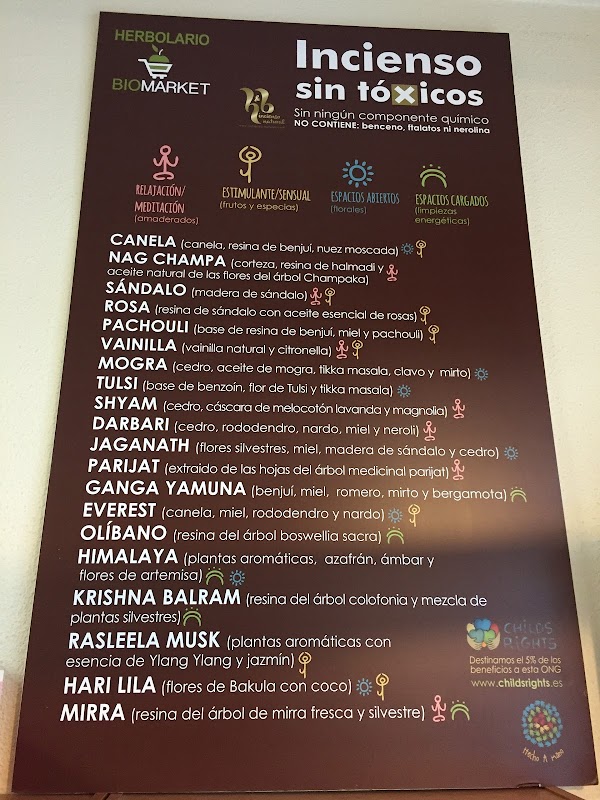 HERBOLARIO
BIOMARKET
Incienso
sin tóxicos
incienso
natural
Sin ningún componente químico
NO CONTIENE: benceno, ftalatos ni nerolina
RELAJACIÓN/
MEDITACIÓN
(amaderados)
ESTIMULANTE/SENSUAL
(frutos y especias)
ESPACIOS ABIERTOS
(florales)
ESPACIOS CARGADOS
(limpiezas
energéticas)
CANELA (canela, resina de benjuí, nuez moscada)
NAG CHAMPA (corteza, resina de halmadi y
aceite natural de las flores del árbol Champaka)
SÁNDALO (madera de sándalo)
ROSA (resina de sándalo con aceite esencial de rosas)
PACHOULI (base de resina de benjuí, miel y pachouli)
VAINILLA (vainilla natural y citronella)
MOGRA (cedro, aceite de mogra, tikka masala, clavo y mirto)
TULSI (base de benzoín, flor de Tulsi y tikka masala)
SHYAM (cedro, cáscara de melocotón lavanda y magnolia)
DARBARI (cedro, rododendro, nardo, miel y neroli)
JAGANATH (flores silvestres, miel, madera de sándalo y cedro)
PARIJAT (extraido de las hojas del árbol medicinal parijat)
GANGA YAMUNA (benjuí, miel, romero, mirto y bergamota)
EVEREST (canela, miel, rododendro y nardo)
OLÍBANO (resina del árbol boswellia sacra)
HIMALAYA (plantas aromáticas, azafrán, ámbar y
flores de artemisa)
KRISHNA BALRAM (resina del árbol colofonia y mezcla de
plantas silvestres)
RASLEELA MUSK (plantas aromáticas con
esencia de Ylang Ylang y jazmín)
HARI LILA (flores de Bakula con coco)
MIRRA (resina del árbol de mirra fresca y silvestre)
CHILDS
RIGHTS
Destinamos el 5% de los
beneficios a esta ONG
www.childsrights.es
Hecho A mano